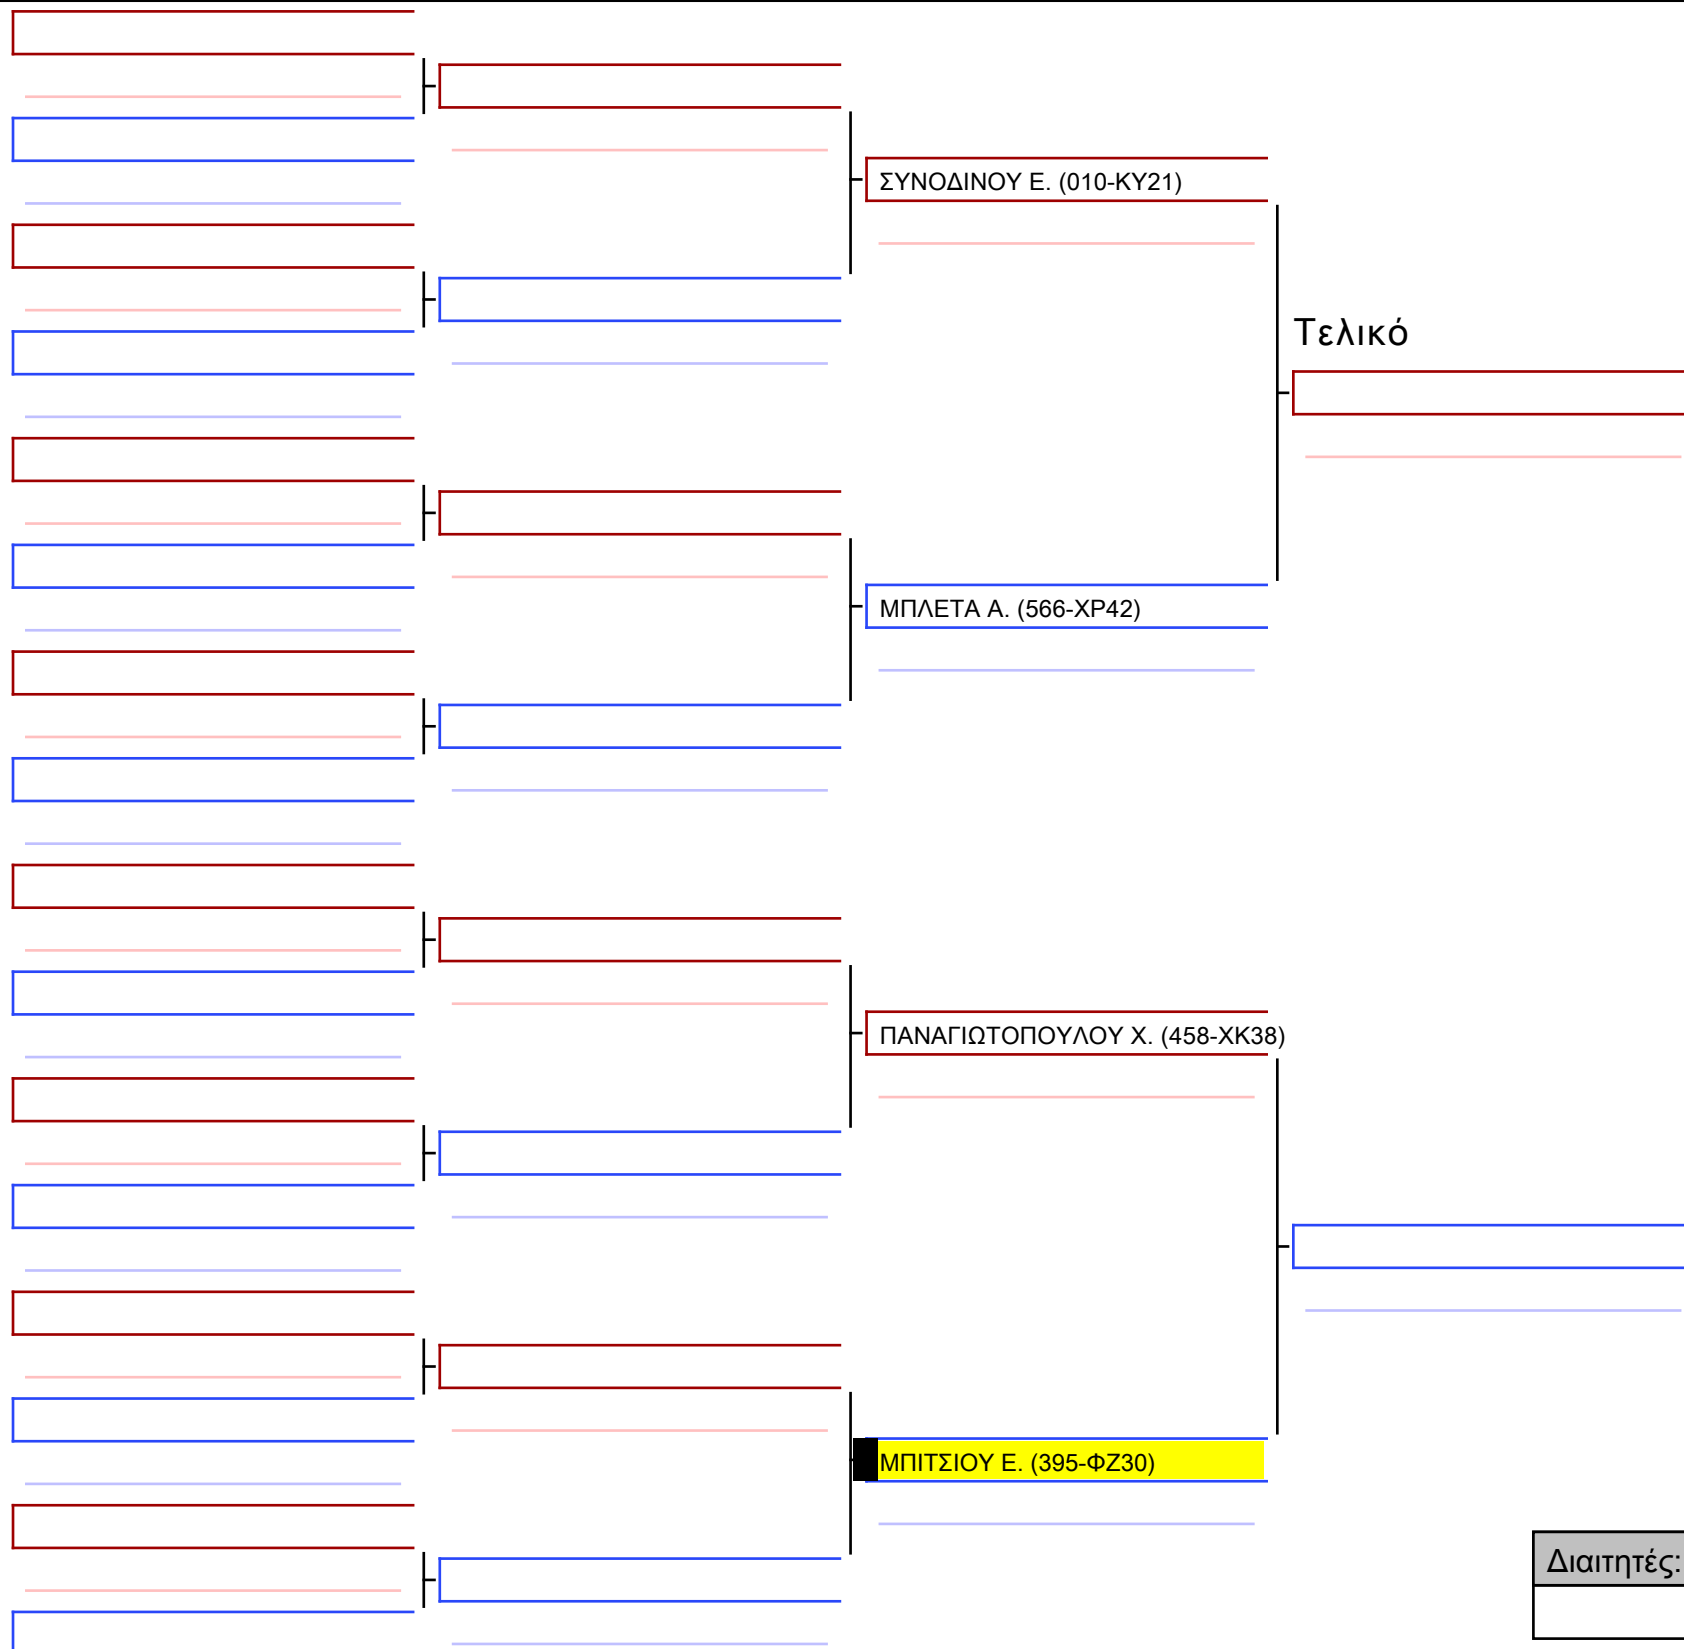 ΣΥΝΟΔΙΝΟΥ Ε. (010-ΚΥ21)
Τελικό
ΜΠΛΕΤΑ Α. (566-ΧΡ42)
ΠΑΝΑΓΙΩΤΟΠΟΥΛΟΥ Χ. (458-ΧΚ38)
ΜΠΙΤΣΙΟΥ Ε. (395-ΦΖ30)
Διαιτητές: